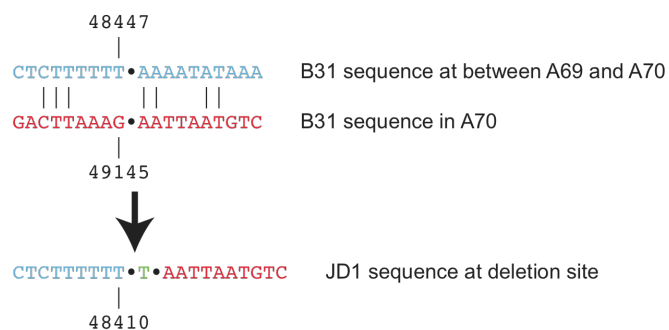 48447
CTCTTTTTT•AAAATATAAA B31 sequence at between A69 and A70
GACTTAAAG•AATTAATGTC B31 sequence in A70
49145
CTCTTTTTT•T•AATTAATGTC JD1 sequence at deletion site
48410